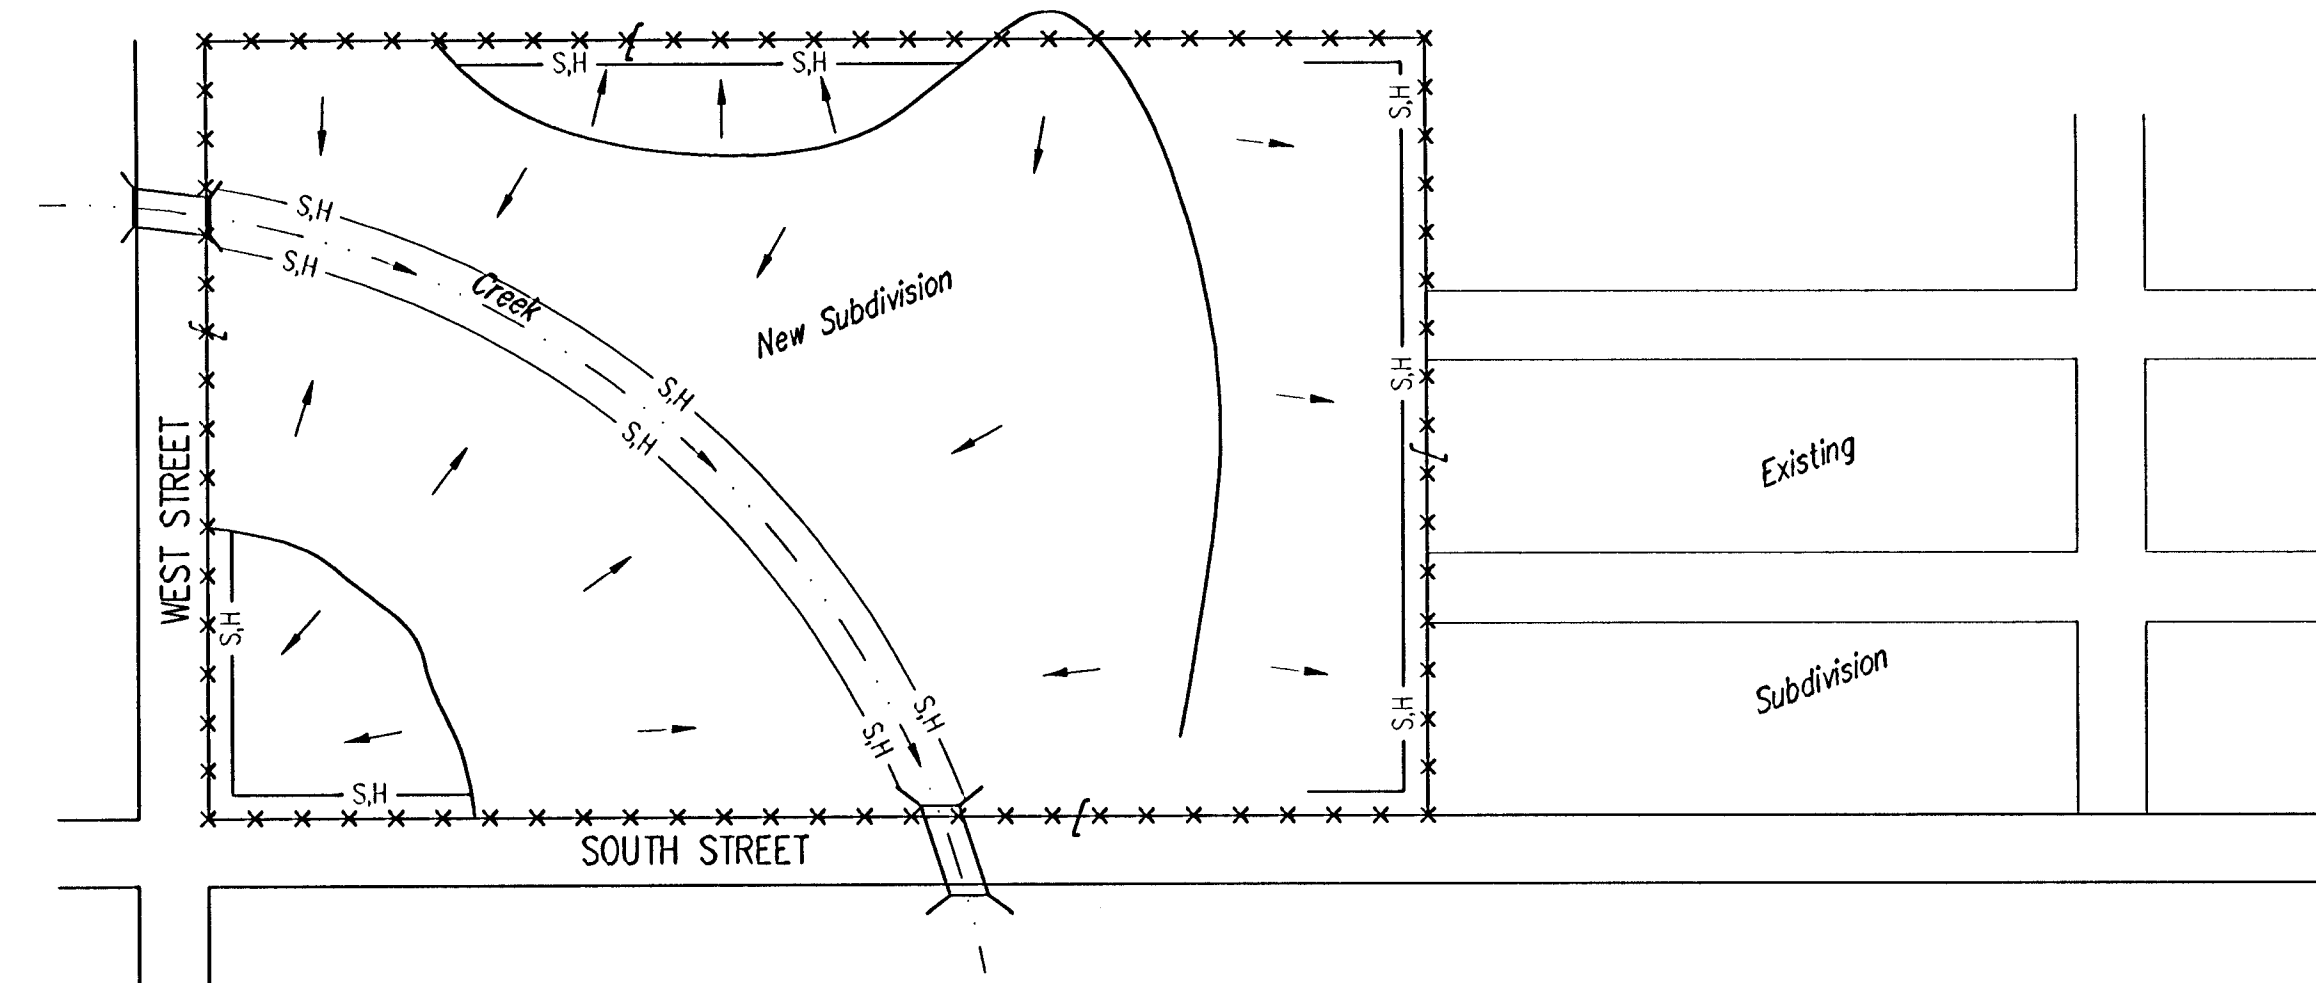 S,H S,H
S,H
S,H
S,H
Creek
New Subdivision
S,H
S,H
S,H
WEST STREET
Existing
S,H
Subdivision
S,H
S,H
S,H
S,H
SOUTH STREET